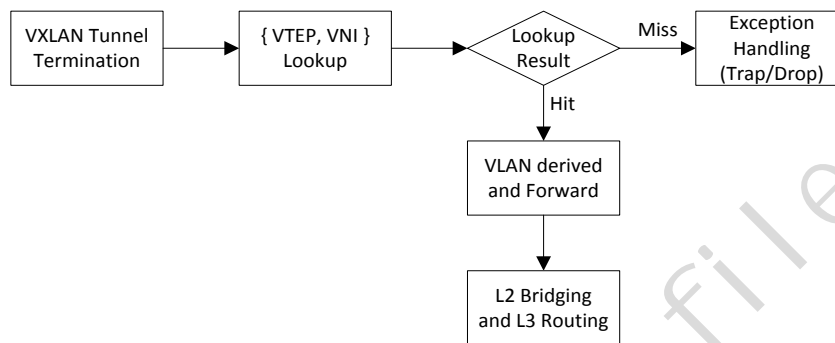 VXLAN Tunnel
Termination
{ VTEP, VNI }
Lookup
Lookup
Result
Miss
Exception
Handling
(Trap/Drop)
Hit
VLAN derived
and Forward
L2 Bridging
and L3 Routing
file